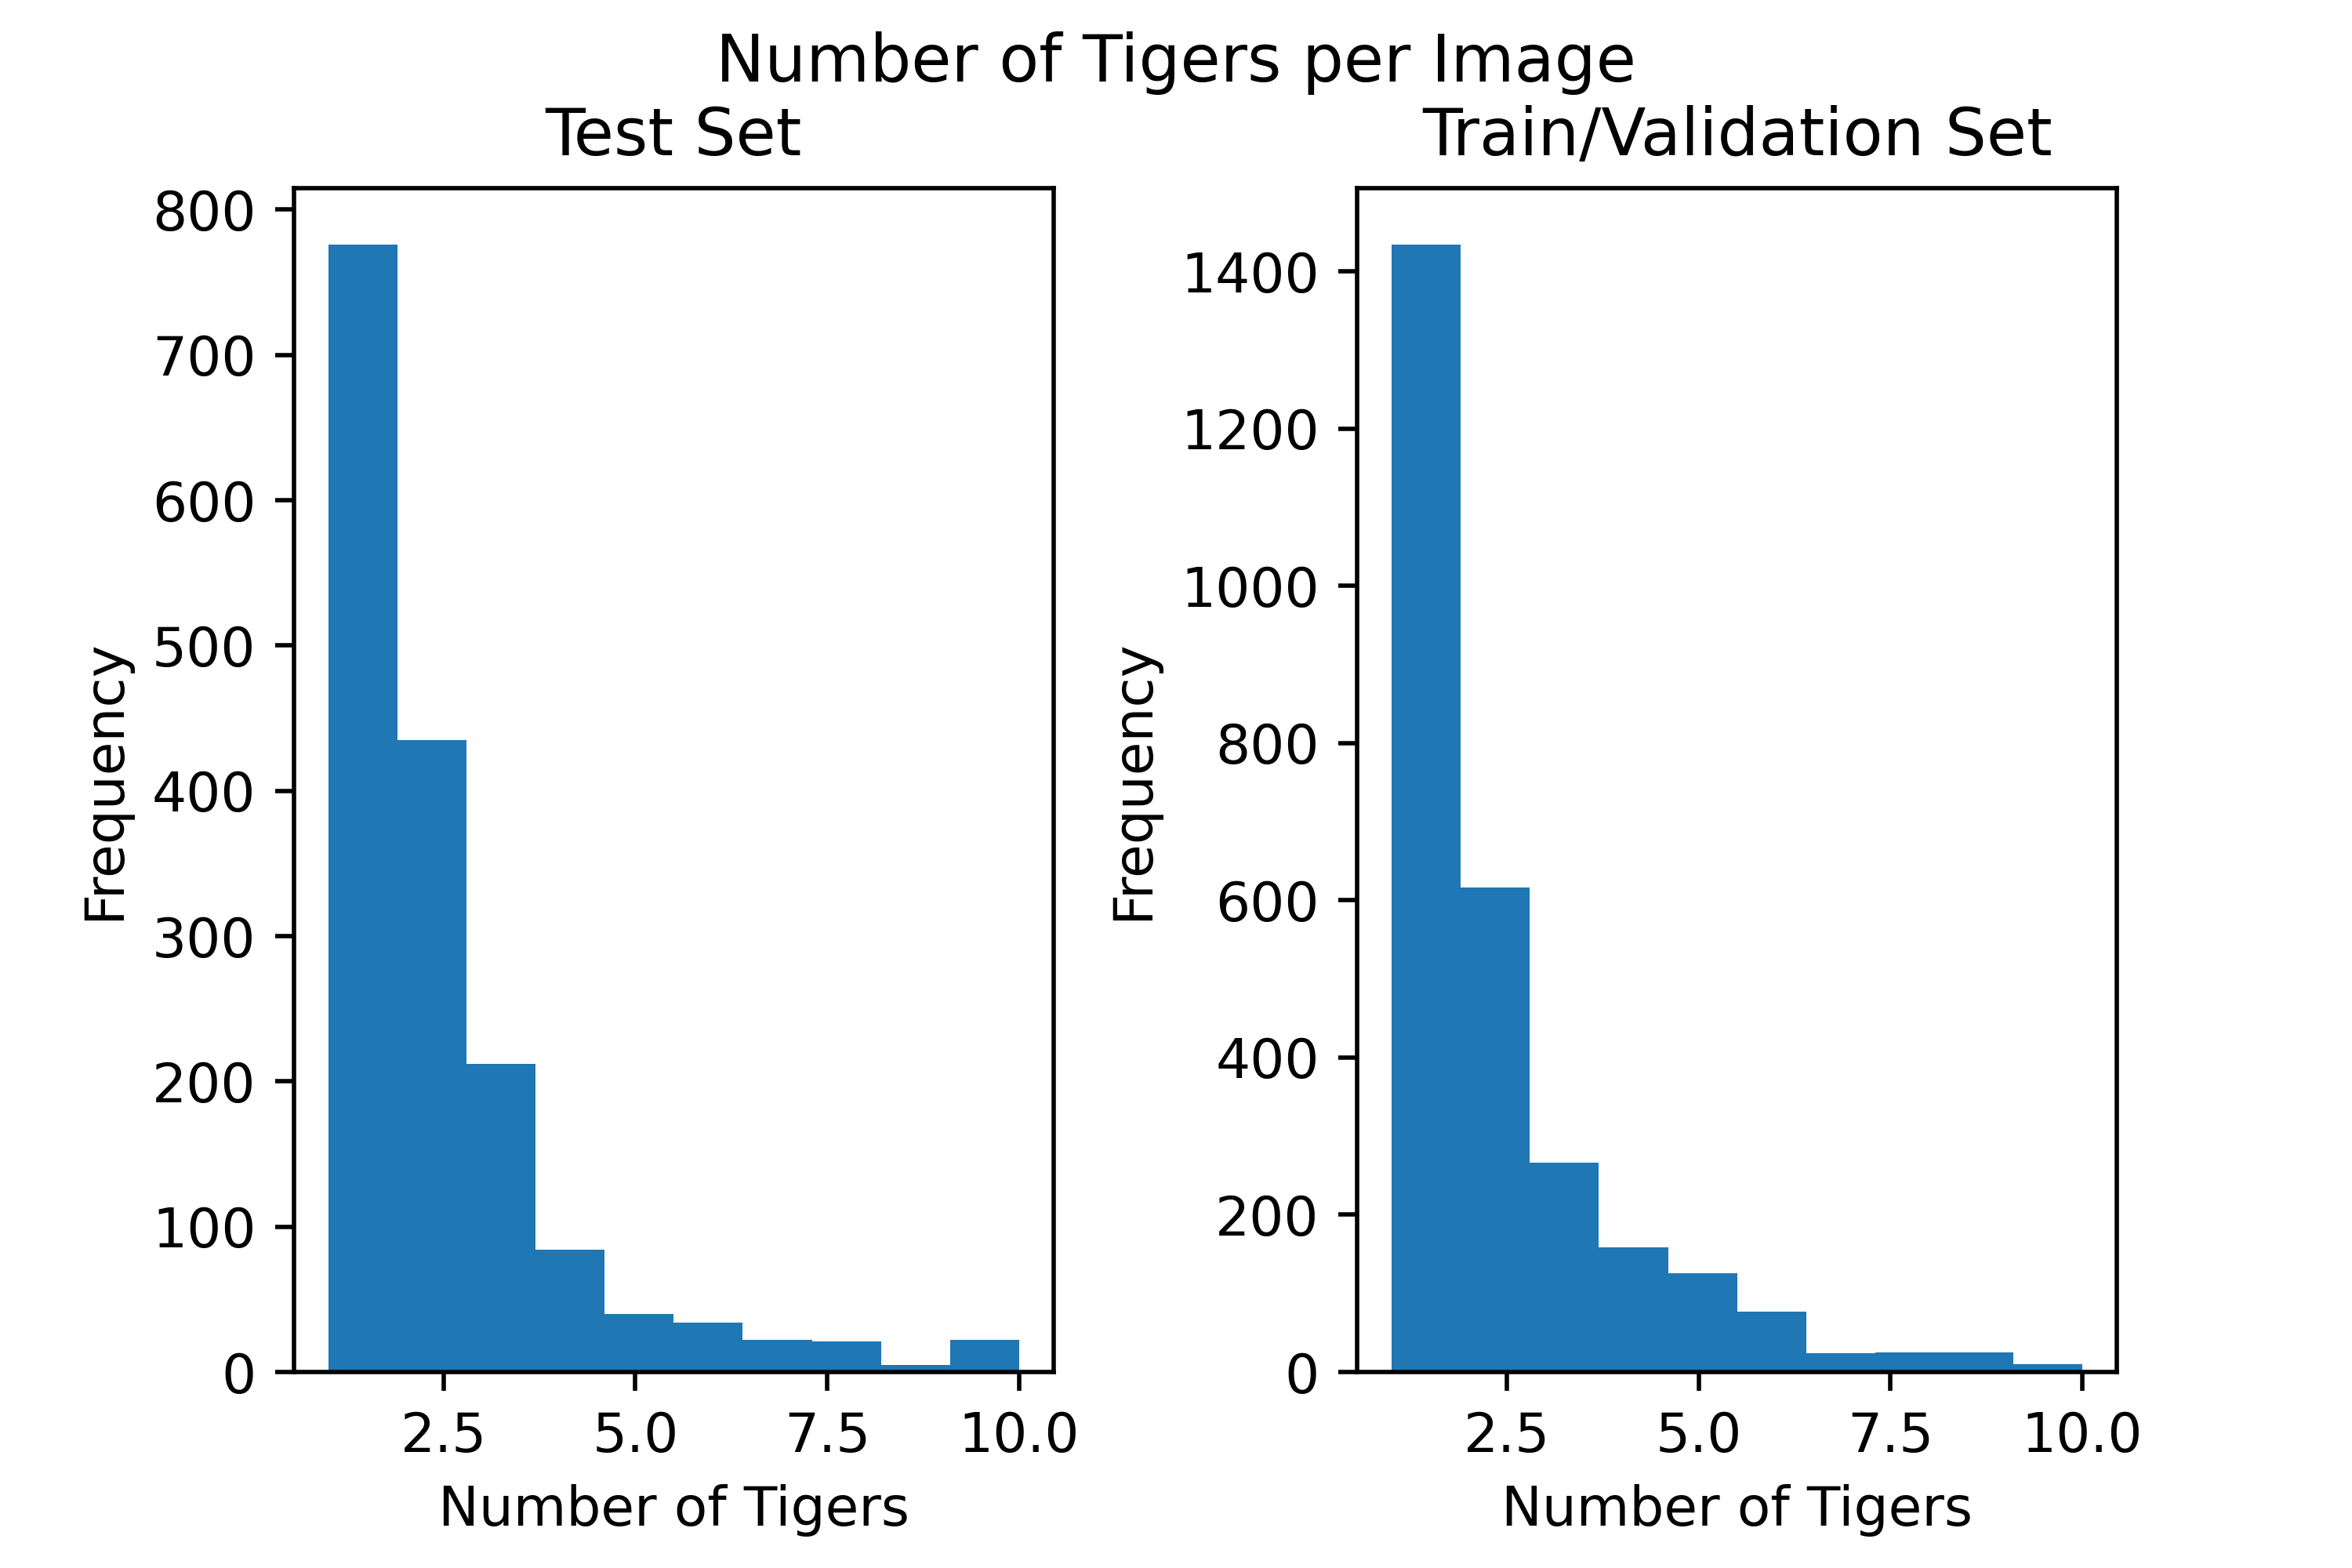 Number of Tigers per Image
Test Set
800
700
600
500
400
300
200
100
0
Frequency
2.5 5.0 7.5 10.0
Number of Tigers
Train/Validation Set
1400
1200
1000
800
600
400
200
0
Frequency
2.5 5.0 7.5 10.0
Number of Tigers